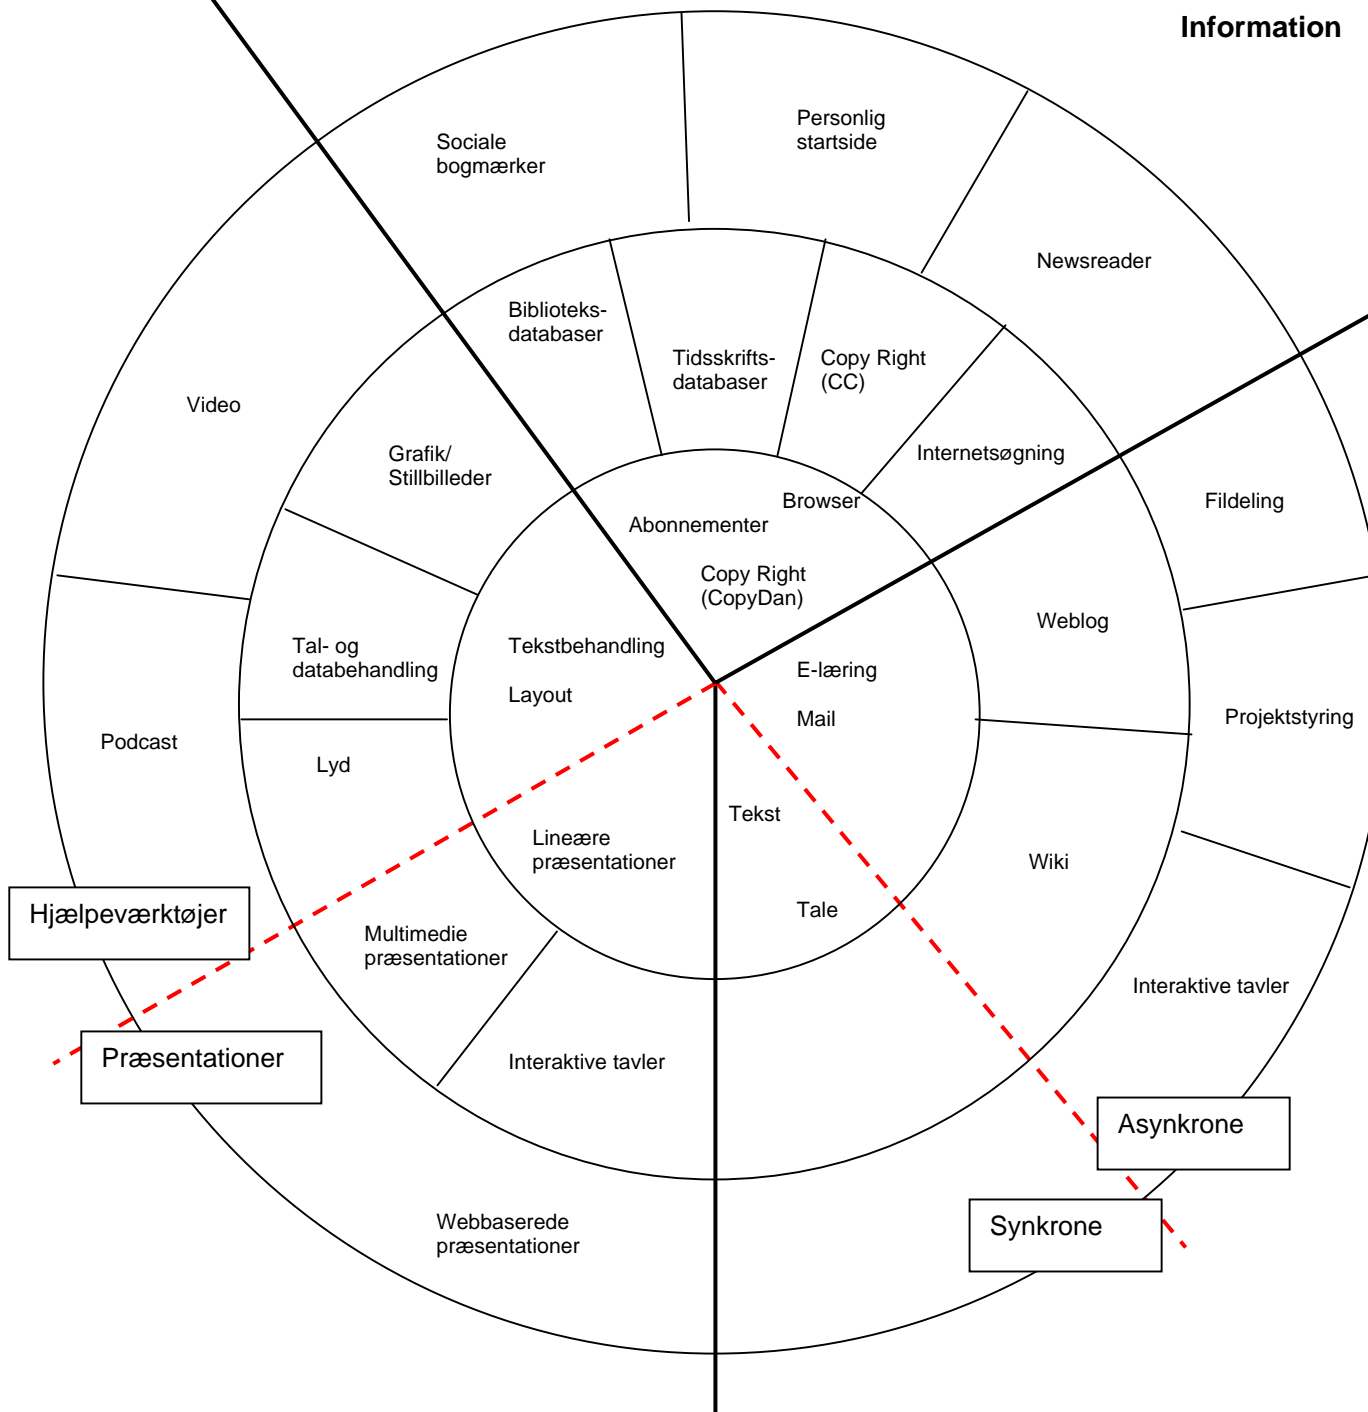 Information
Personlig
startside
Sociale
bogmærker
Newsreader
Biblioteks-
databaser
Tidsskrifts-
databaser
Copy Right
(CC)
Video
Grafik/
Stillbilleder
Internetsøgning
Browser
Abonnementer
Fildeling
Copy Right
(CopyDan)
Weblog
Tal- og
databehandling
Tekstbehandling
Layout
E-læring
Mail
Projektstyring
Podcast
Lyd
Tekst
Lineære
præsentationer
Wiki
Tale
Hjælpeværktøjer
Multimedie
præsentationer
Interaktive tavler
Præsentationer
Interaktive tavler
Asynkrone
Synkrone
Webbaserede
præsentationer